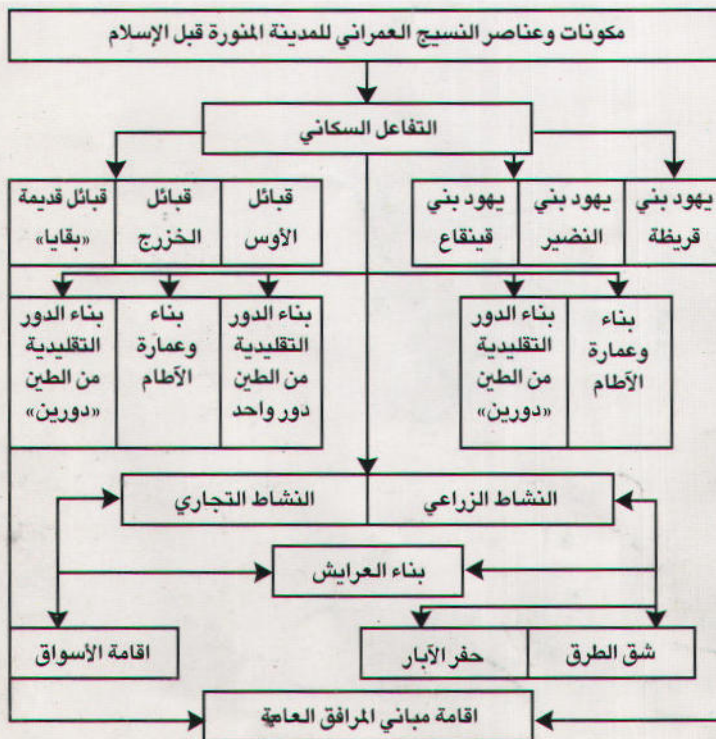 مكونات وعناصر النسيج العمراني للمدينة المنورة قبل الإسلام
التفاعل السكاني
يهود بني
قريظة
يهود بني
النضير
يهود بني
قينقاع
قبائل
الأوس
قبائل
الخزرج
قبائل قديمة
«بقايا»
بناء
وعمارة
الآطام
بناء الدور
التقليدية
من الطين
«دورين»
بناء الدور
التقليدية
من الطين
دور واحد
بناء
وعمارة
الآطام
بناء الدور
التقليدية
من الطين
«دورين»
النشاط الزراعي
النشاط التجاري
بناء العرايش
شق الطرق
حفر الآبار
اقامة الأسواق
اقامة مباني المرافق العامة